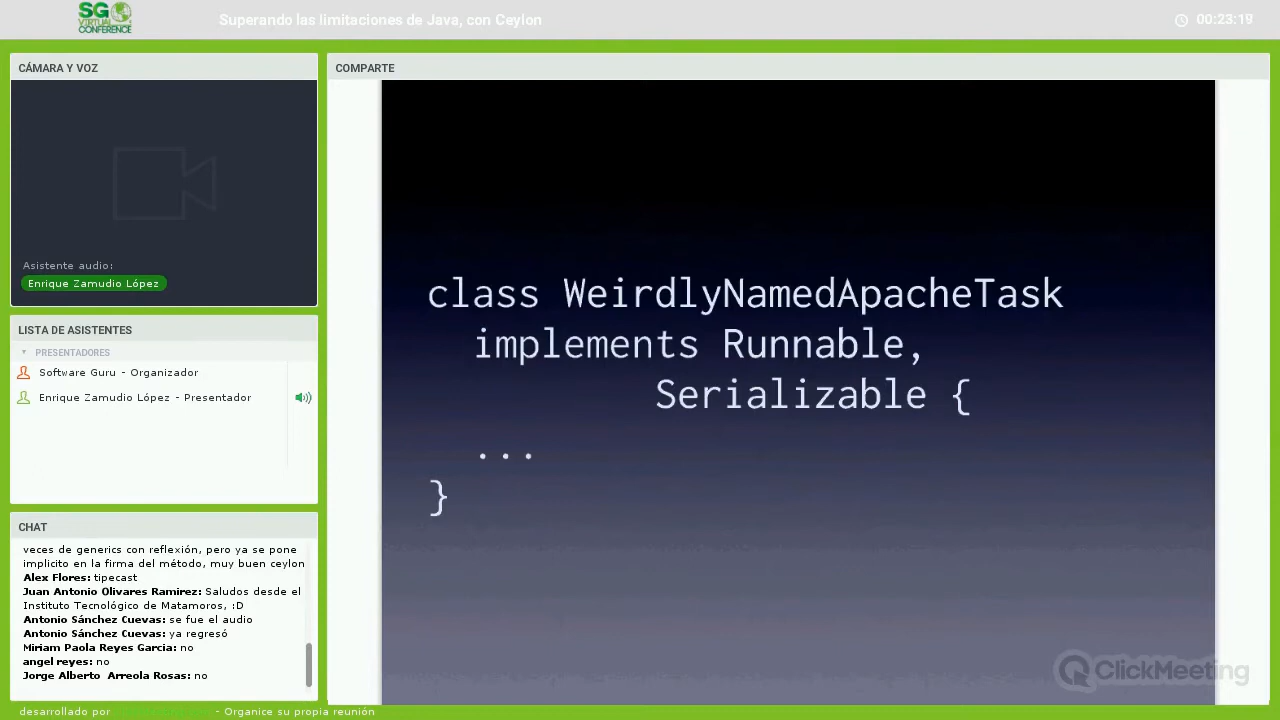 SG
VIRTUAL
CONFERENCE
Superando las limitaciones de Java, con Ceylon
00:23:19
CÁMARA Y VOZ
Asistente audio:
Enrique Zamudio López
LISTA DE ASISTENTES
PRESENTADORES
Software Guru - Organizador
Enrique Zamudio López - Presentador
CHAT
veces de generics con reflexión, pero ya se pone
implicito en la firma del método, muy buen ceylon
Alex Flores: tipecast
Juan Antonio Olivares Ramirez: Saludos desde el
Instituto Tecnológico de Matamoros, :D
Antonio Sánchez Cuevas: se fue el audio
Antonio Sánchez Cuevas: ya regresó
Miriam Paola Reyes Garcia: no
angel reyes: no
Jorge Alberto Arreola Rosas: no
COMPARTE
class WeirdlyNamedApacheTask
implements Runnable,
Serializable {
...
}
ClickMeeting
desarrollado por - Organice su propia reunión